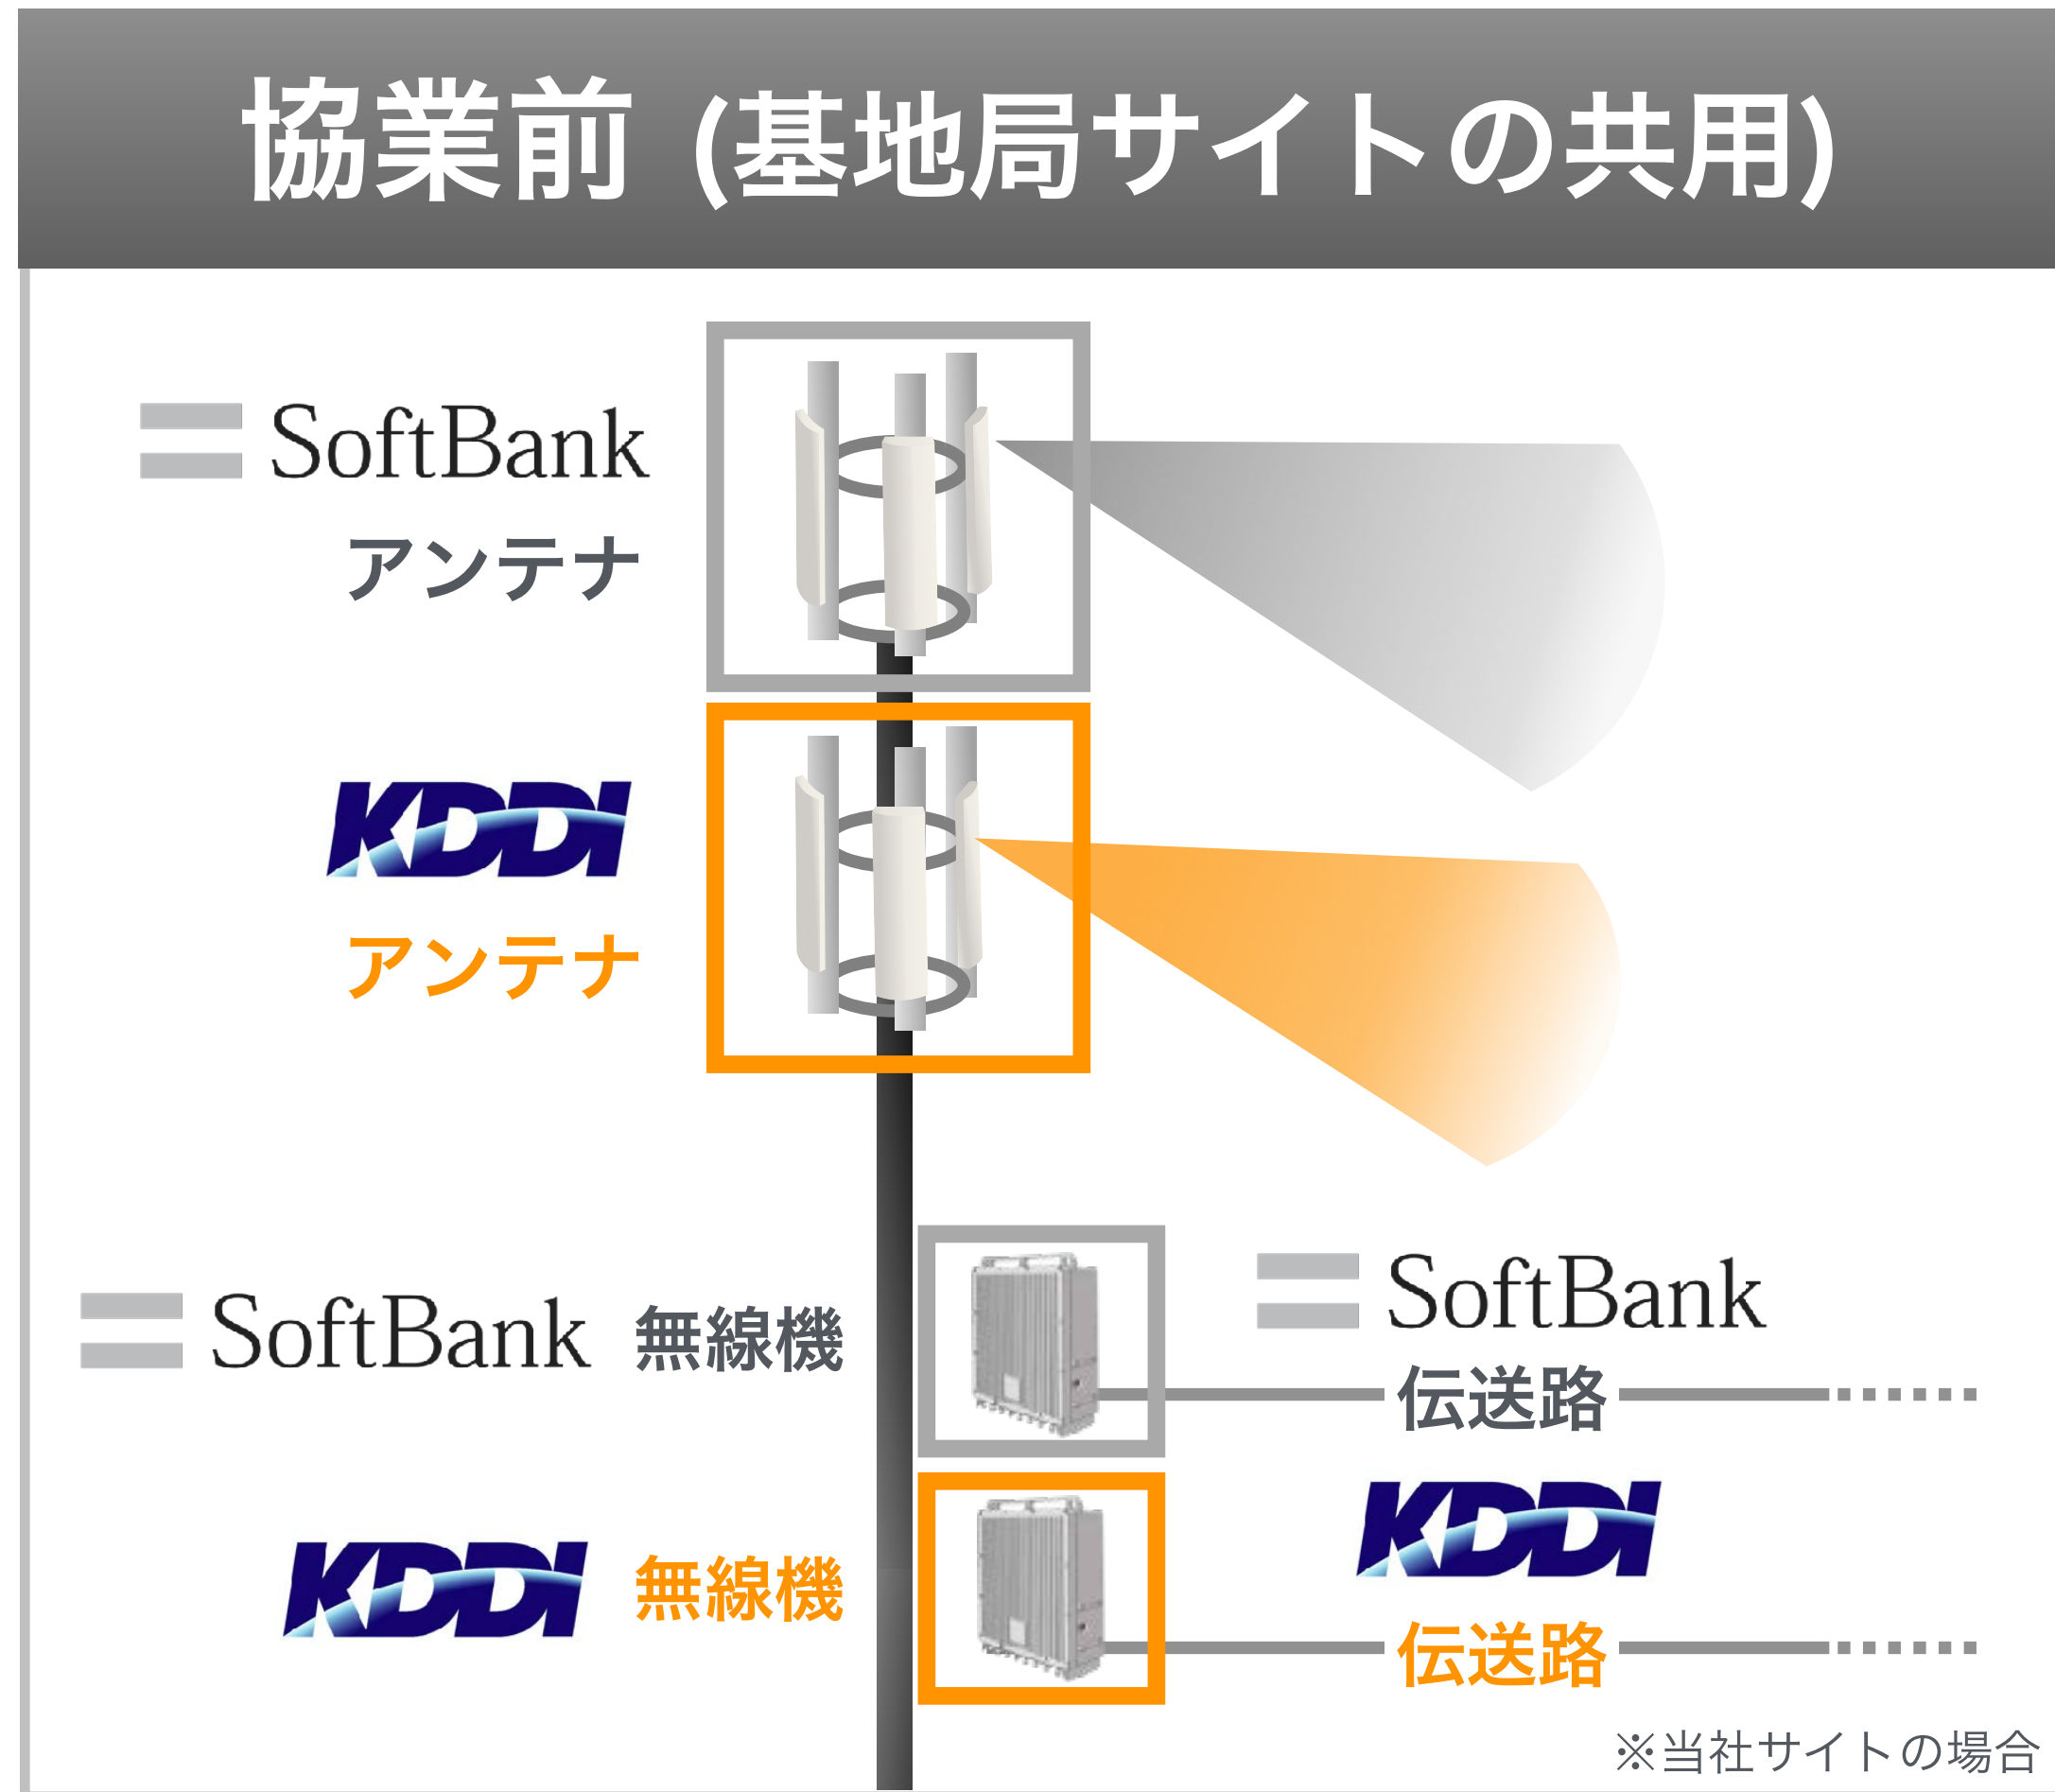 協業前 (基地局サイトの共用)
SoftBank
アンテナ
KDDI
アンテナ
SoftBank 無線機
SoftBank
伝送路
KDDI 無線機
KDDI
伝送路
※当社サイトの場合